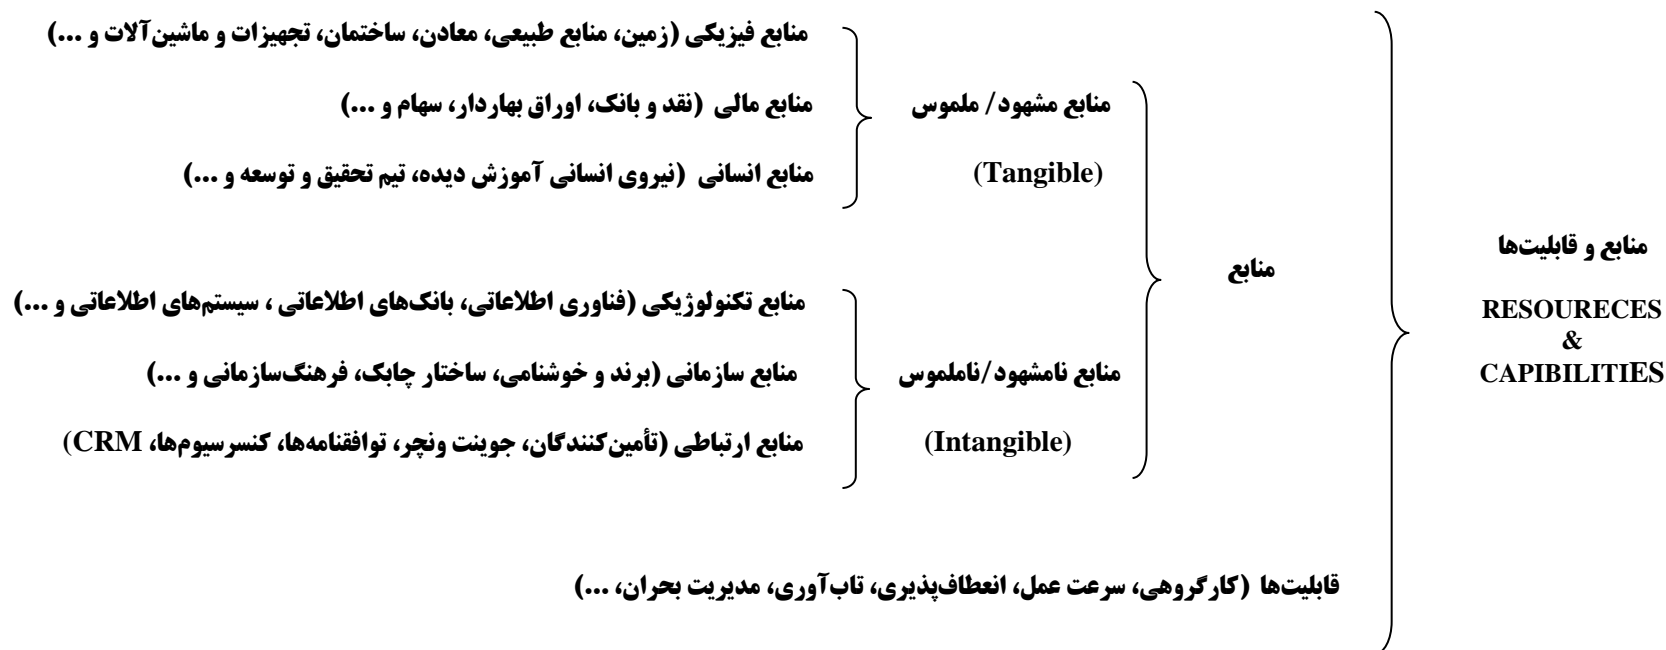 منابع و قابلیت‌ها
RESOURECES
&
CAPIBILITIES
منابع
منابع مشهود/ ملموس
(Tangible)
منابع فیزیکی (زمین، منابع طبیعی، معادن، ساختمان، تجهیزات و ماشین‌آلات و ...)
منابع مالی (نقد و بانک، اوراق بهاردار، سهام و ...)
منابع انسانی (نیروی انسانی آموزش دیده، تیم تحقیق و توسعه و ...)
منابع نامشهود/ناملموس
(Intangible)
منابع تکنولوژیکی (فناوری اطلاعاتی، بانک‌های اطلاعاتی ، سیستم‌های اطلاعاتی و ...)
منابع سازمانی (برند و خوشنامی، ساختار چابک، فرهنگ‌سازمانی و ...)
منابع ارتباطی (تأمین‌کنندگان، جوینت ونچر، توافقنامه‌ها، کنسرسیوم‌ها، CRM)
قابلیت‌ها (کارگروهی، سرعت عمل، انعطاف‌پذیری، تاب‌آوری، مدیریت بحران، ...)